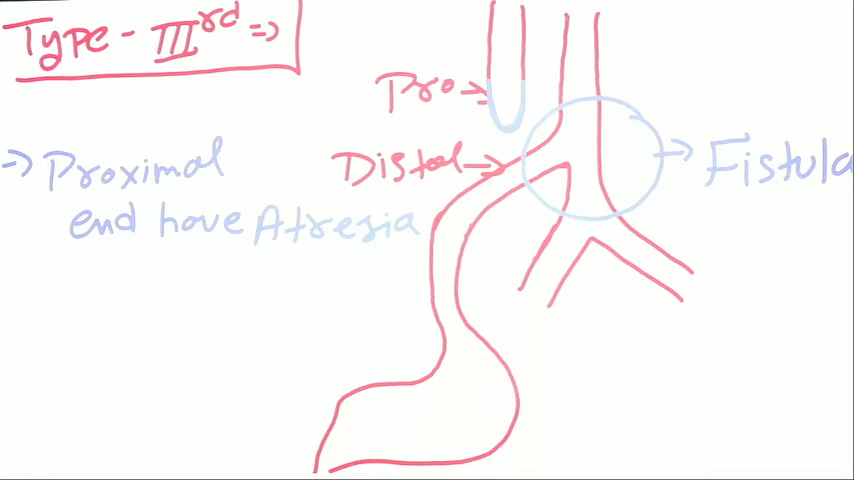 Type - IIIrd =>
Pro →
→ Proximal
Distal →
→ Fistula
end have Atresia